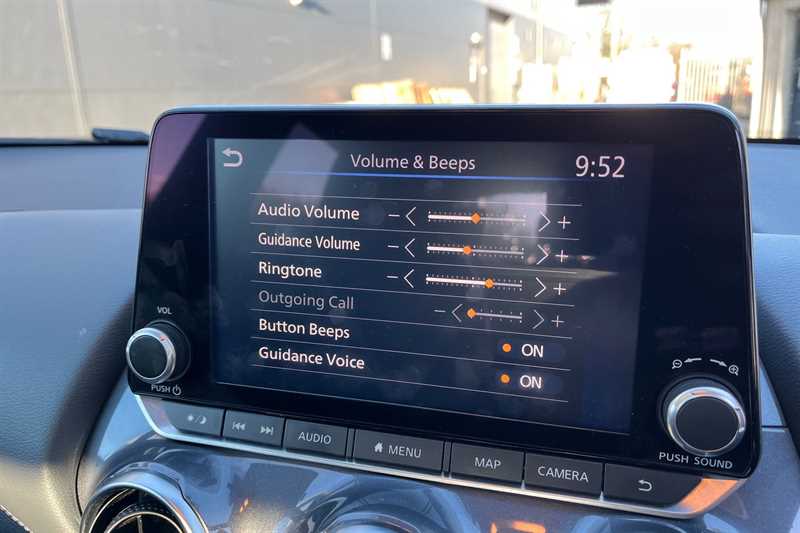 Volume & Beeps 9:52
Audio Volume
Guidance Volume
Ringtone
Outgoing Call
Button Beeps ON
Guidance Voice ON
VOL
PUSH
PUSH SOUND
AUDIO
MENU
MAP
CAMERA